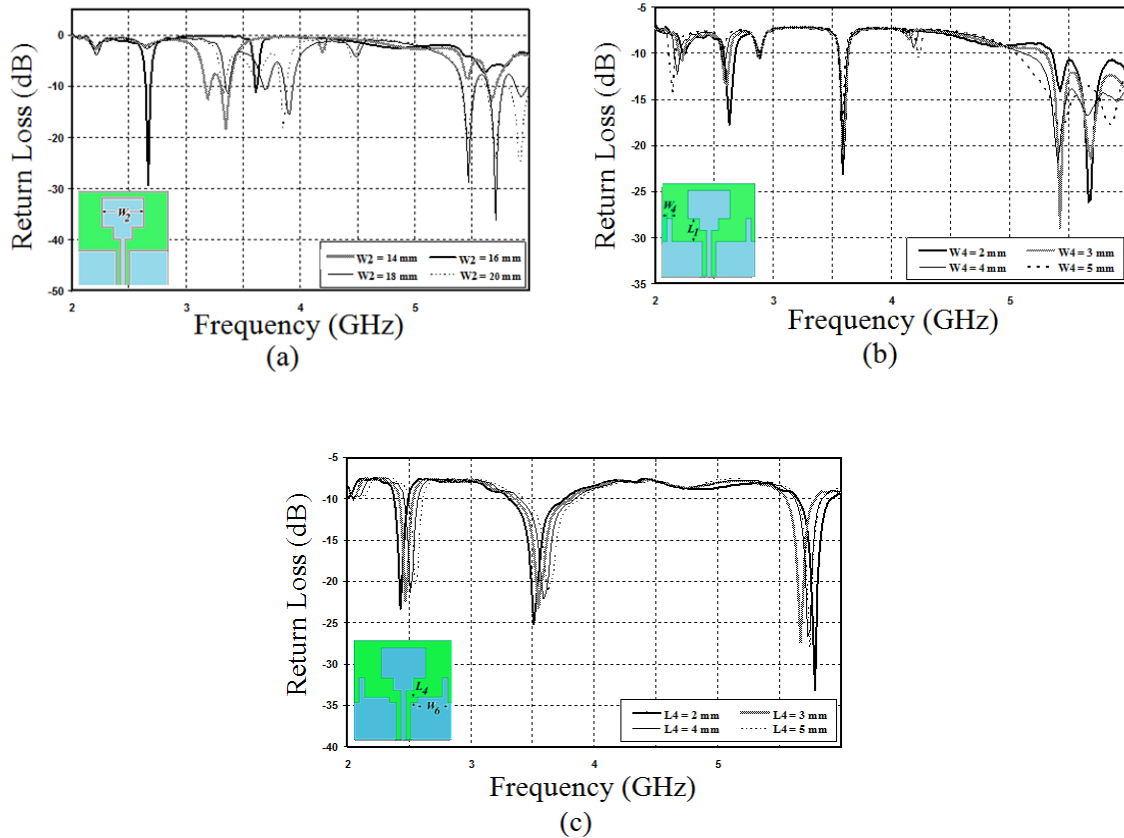 Return Loss (dB)
0
-10
-20
-30
-40
-50
W2
W2 = 14 mm
W2 = 16 mm
W2 = 18 mm
W2 = 20 mm
2
3
4
5
Frequency (GHz)
(a)
Return Loss (dB)
-5
-10
-15
-20
-25
-30
-35
W4
L1
W4 = 2 mm
W4 = 3 mm
W4 = 4 mm
W4 = 5 mm
2
3
4
5
Frequency (GHz)
(b)
Return Loss (dB)
-5
-10
-15
-20
-25
-30
-35
-40
L4
W6
L4 = 2 mm
L4 = 3 mm
L4 = 4 mm
L4 = 5 mm
2
3
4
5
Frequency (GHz)
(c)